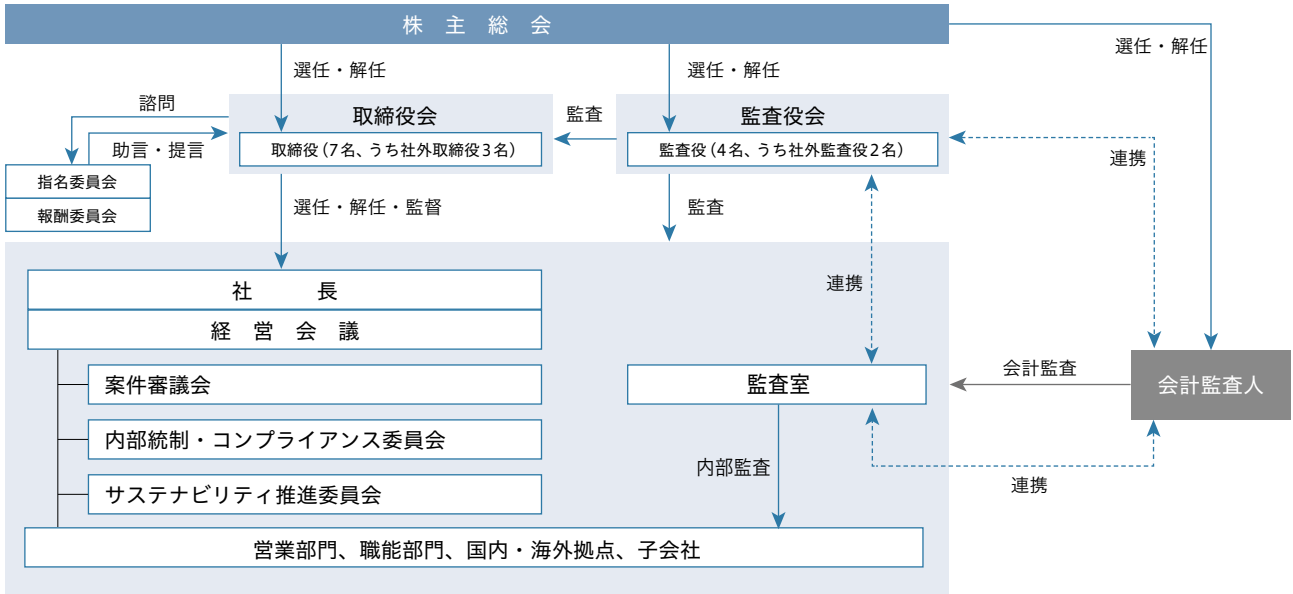 株主総会
選任・解任
選任・解任
選任・解任
諮問
助言・提言
指名委員会
報酬委員会
取締役会
取締役（7名、うち社外取締役3名）
監査
監査役会
監査役（4名、うち社外監査役2名）
連携
選任・解任・監督
監査
社長
経営会議
案件審議会
内部統制・コンプライアンス委員会
サステナビリティ推進委員会
連携
監査室
会計監査
会計監査人
内部監査
連携
営業部門、職能部門、国内・海外拠点、子会社